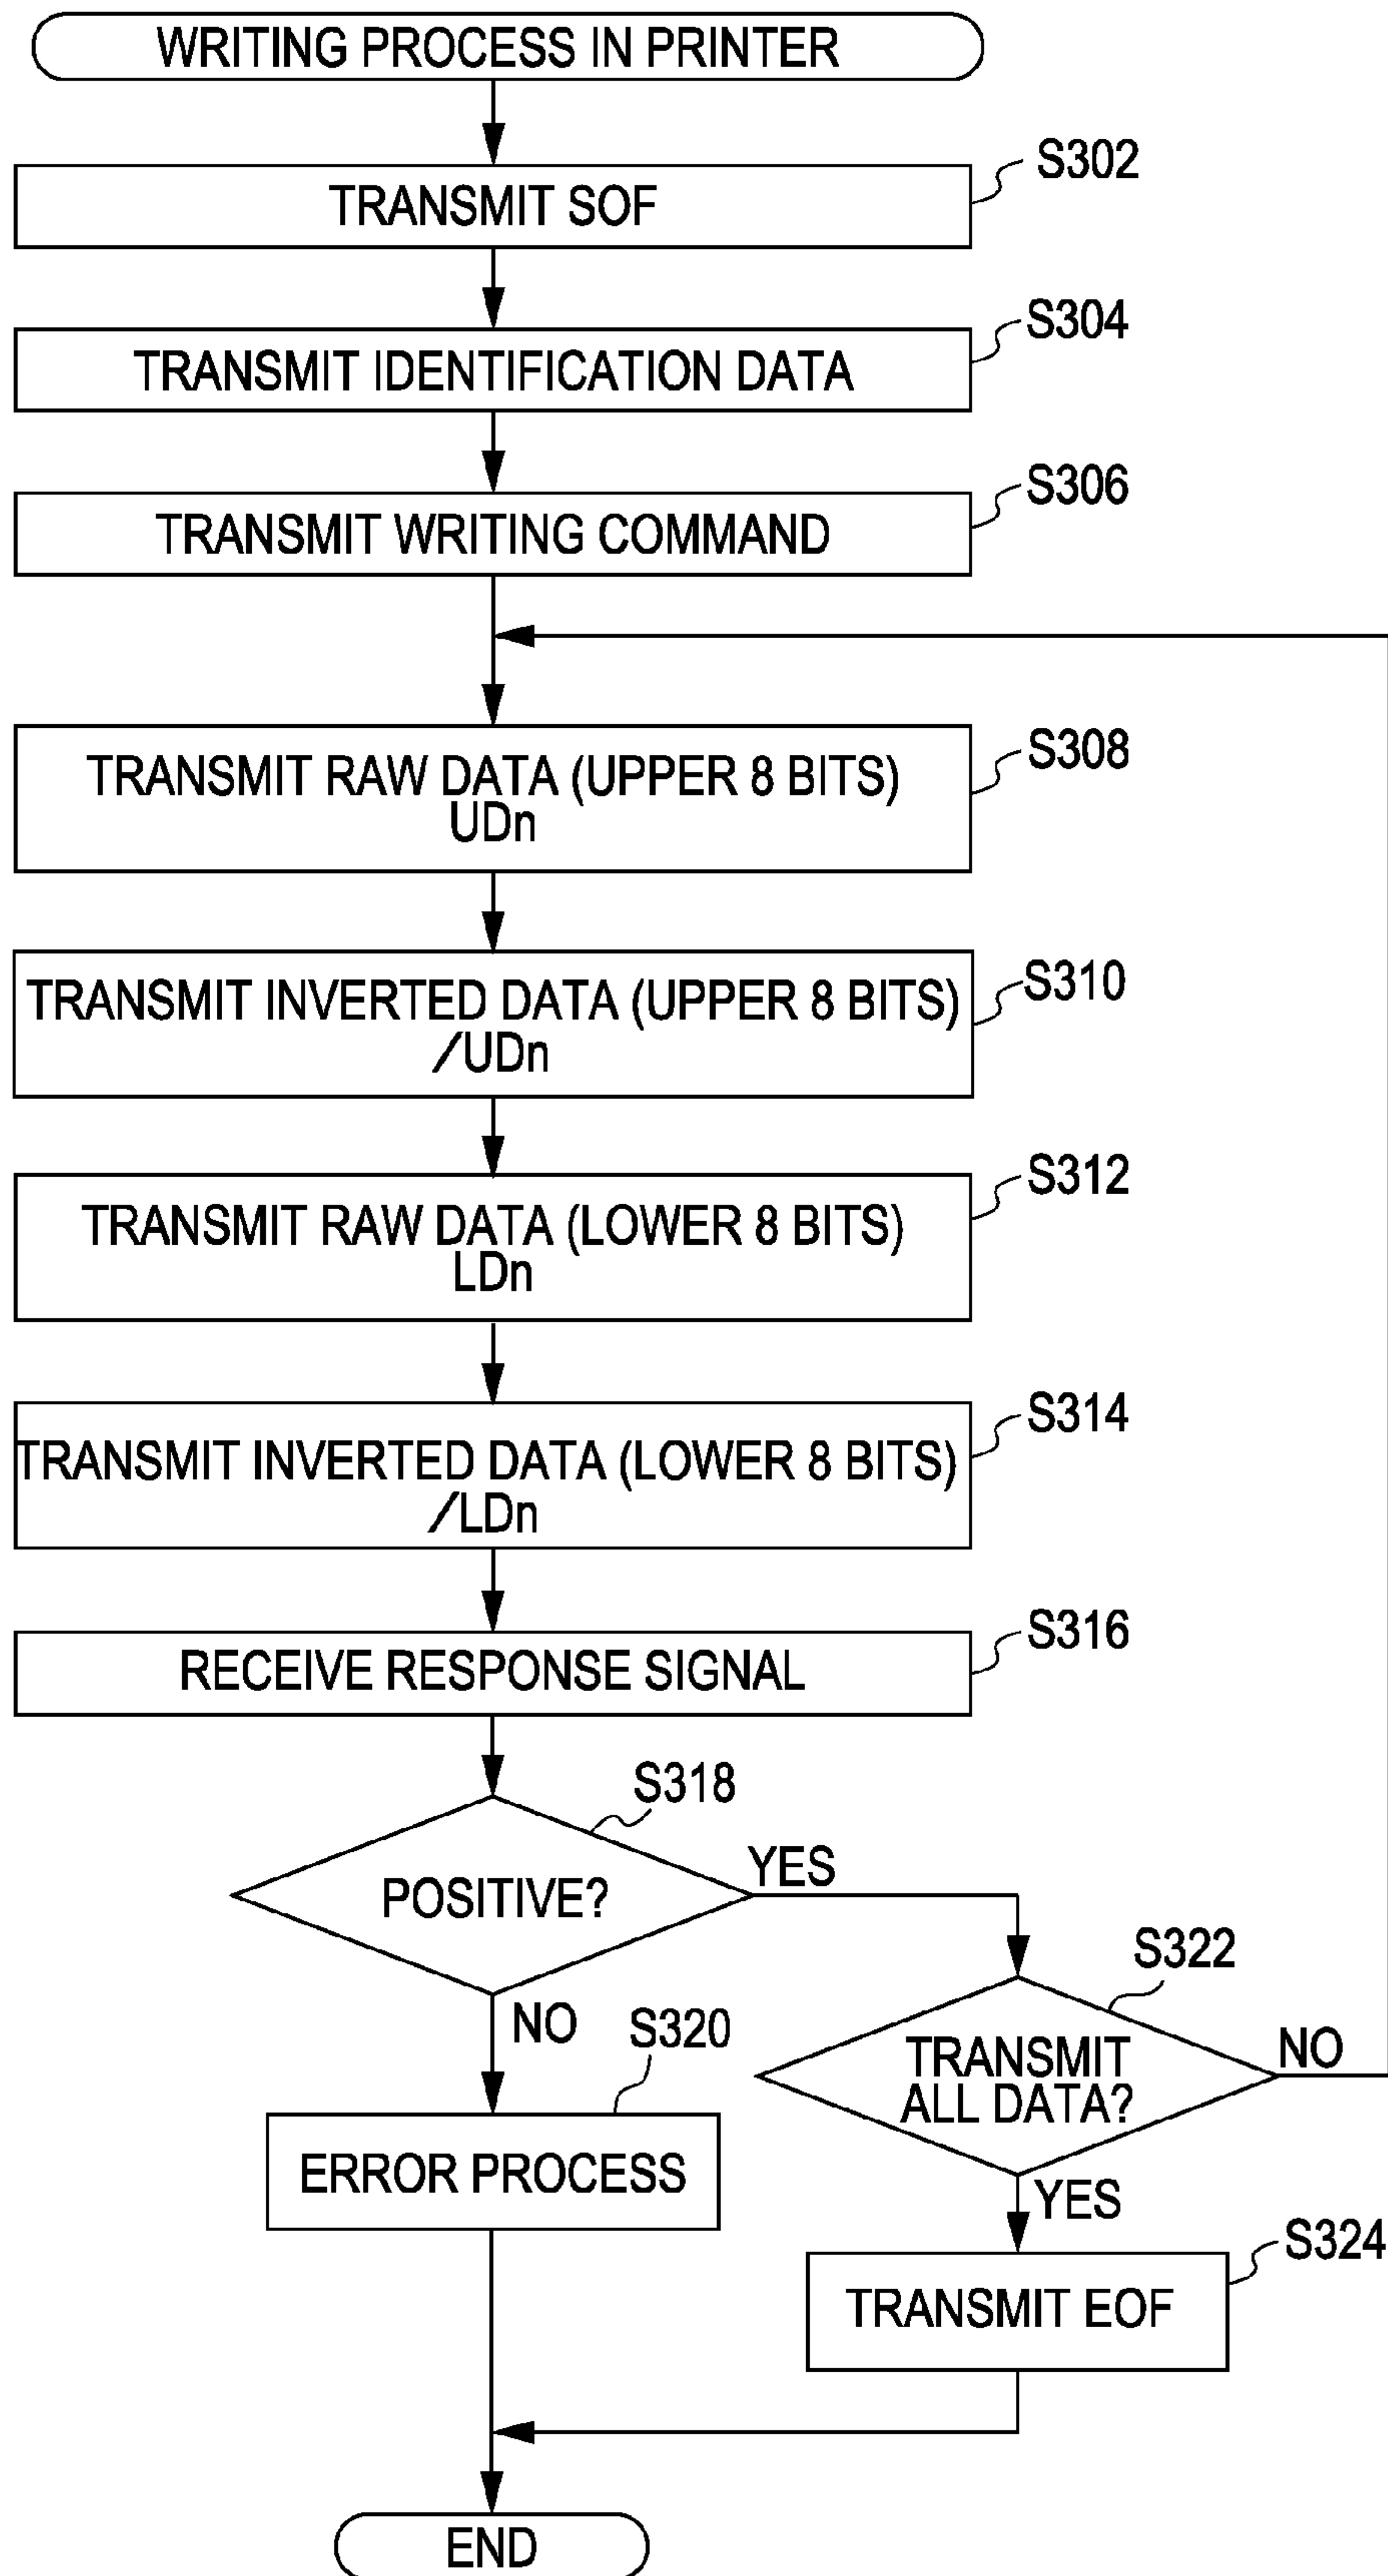 WRITING PROCESS IN PRINTER
S302
TRANSMIT SOF
S304
TRANSMIT IDENTIFICATION DATA
S306
TRANSMIT WRITING COMMAND
S308
TRANSMIT RAW DATA (UPPER 8 BITS)
UDn
S310
TRANSMIT INVERTED DATA (UPPER 8 BITS)
/UDn
S312
TRANSMIT RAW DATA (LOWER 8 BITS)
LDn
S314
TRANSMIT INVERTED DATA (LOWER 8 BITS)
/LDn
S316
RECEIVE RESPONSE SIGNAL
S318
POSITIVE?
YES
NO
S320
ERROR PROCESS
S322
TRANSMIT
ALL DATA?
NO
YES
S324
TRANSMIT EOF
END